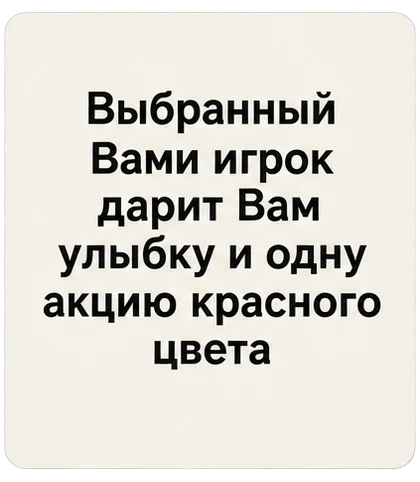 Выбранный
Вами игрок
дарит Вам
улыбку и одну
акцию красного
цвета